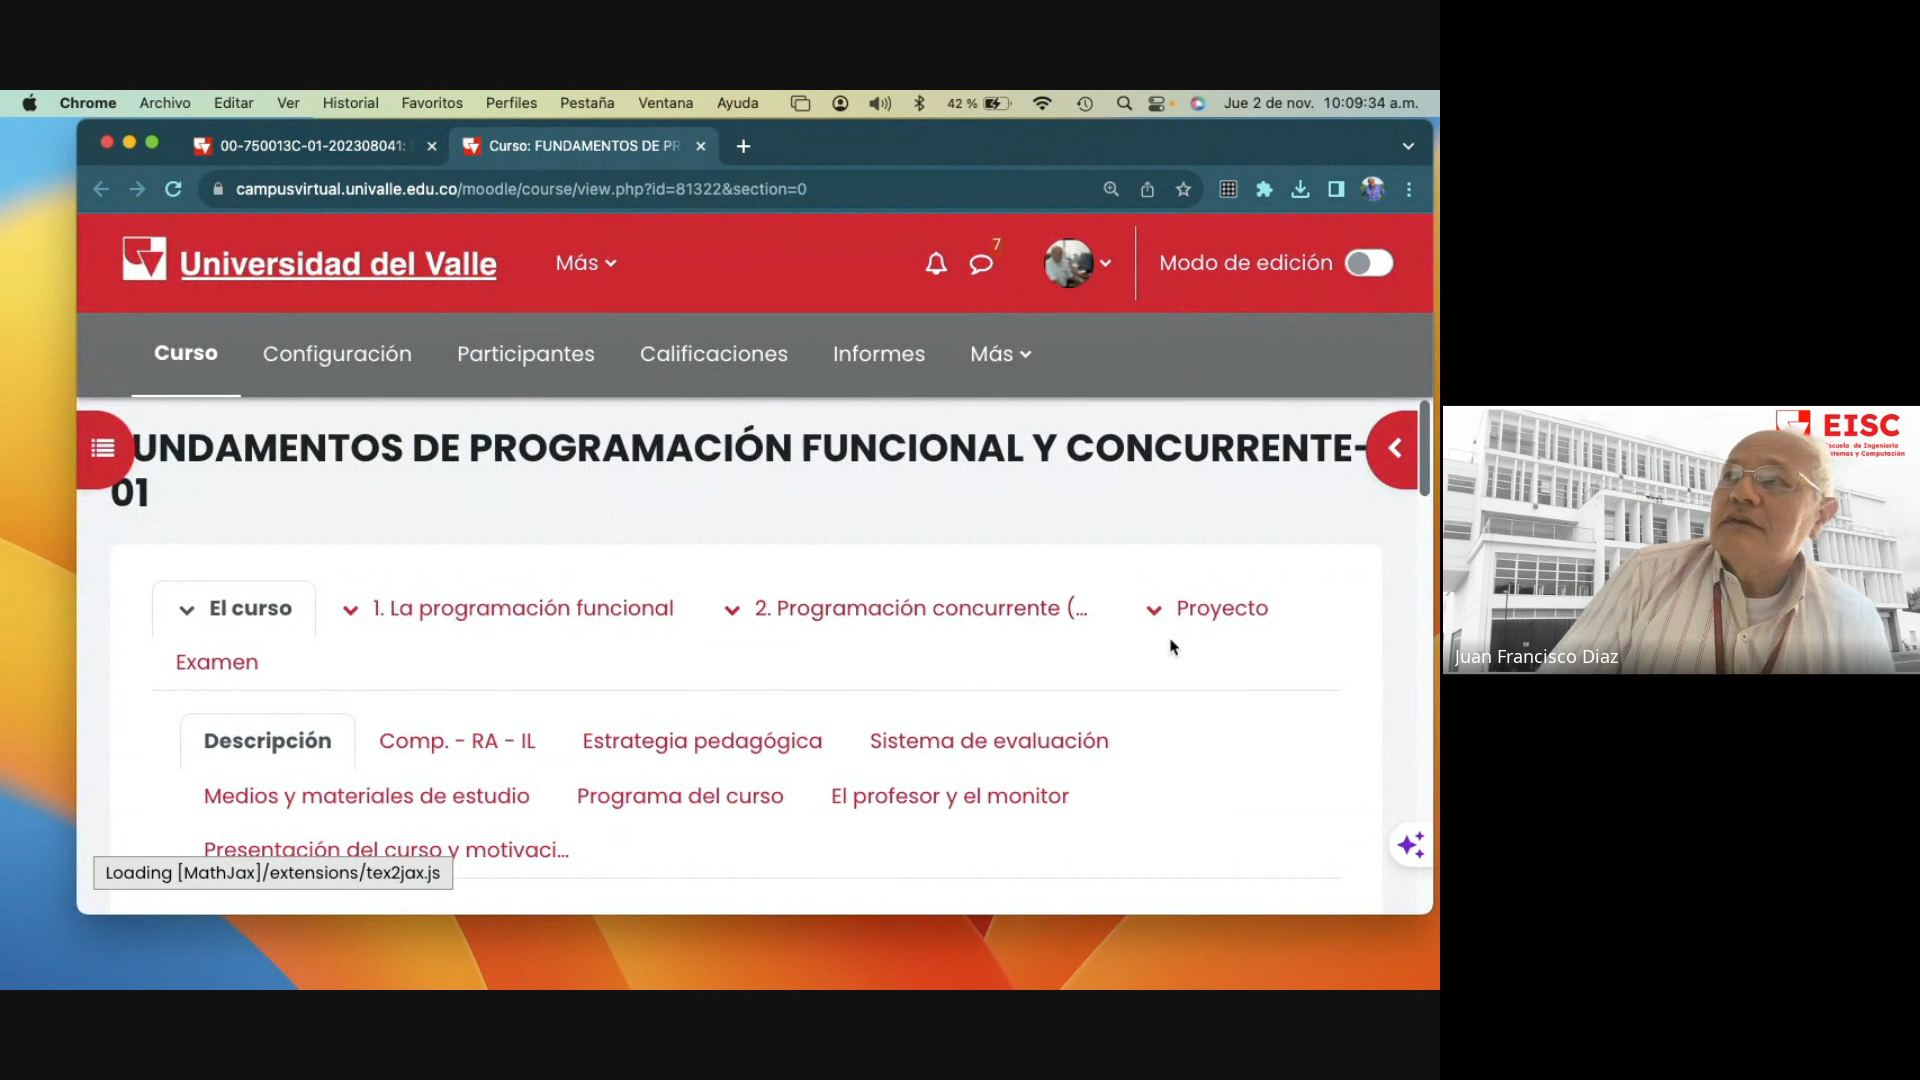 Chrome Archivo Editar Ver Historial Favoritos Perfiles Pestaña Ventana Ayuda 42 % Jue 2 de nov. 10:09:34 a.m.
00-750013C-01-202308041: Curso: FUNDAMENTOS DE PR
campusvirtual.univalle.edu.co/moodle/course/view.php?id=81322&section=0
Universidad del Valle Más 7 Modo de edición
Curso Configuración Participantes Calificaciones Informes Más
UNDAMENTOS DE PROGRAMACIÓN FUNCIONAL Y CONCURRENTE-
01
El curso 1. La programación funcional 2. Programación concurrente (... Proyecto
Examen
Descripción Comp. - RA - IL Estrategia pedagógica Sistema de evaluación
Medios y materiales de estudio Programa del curso El profesor y el monitor
Presentación del curso y motivaci...
Loading [MathJax]/extensions/tex2jax.js
EISC
Juan Francisco Diaz